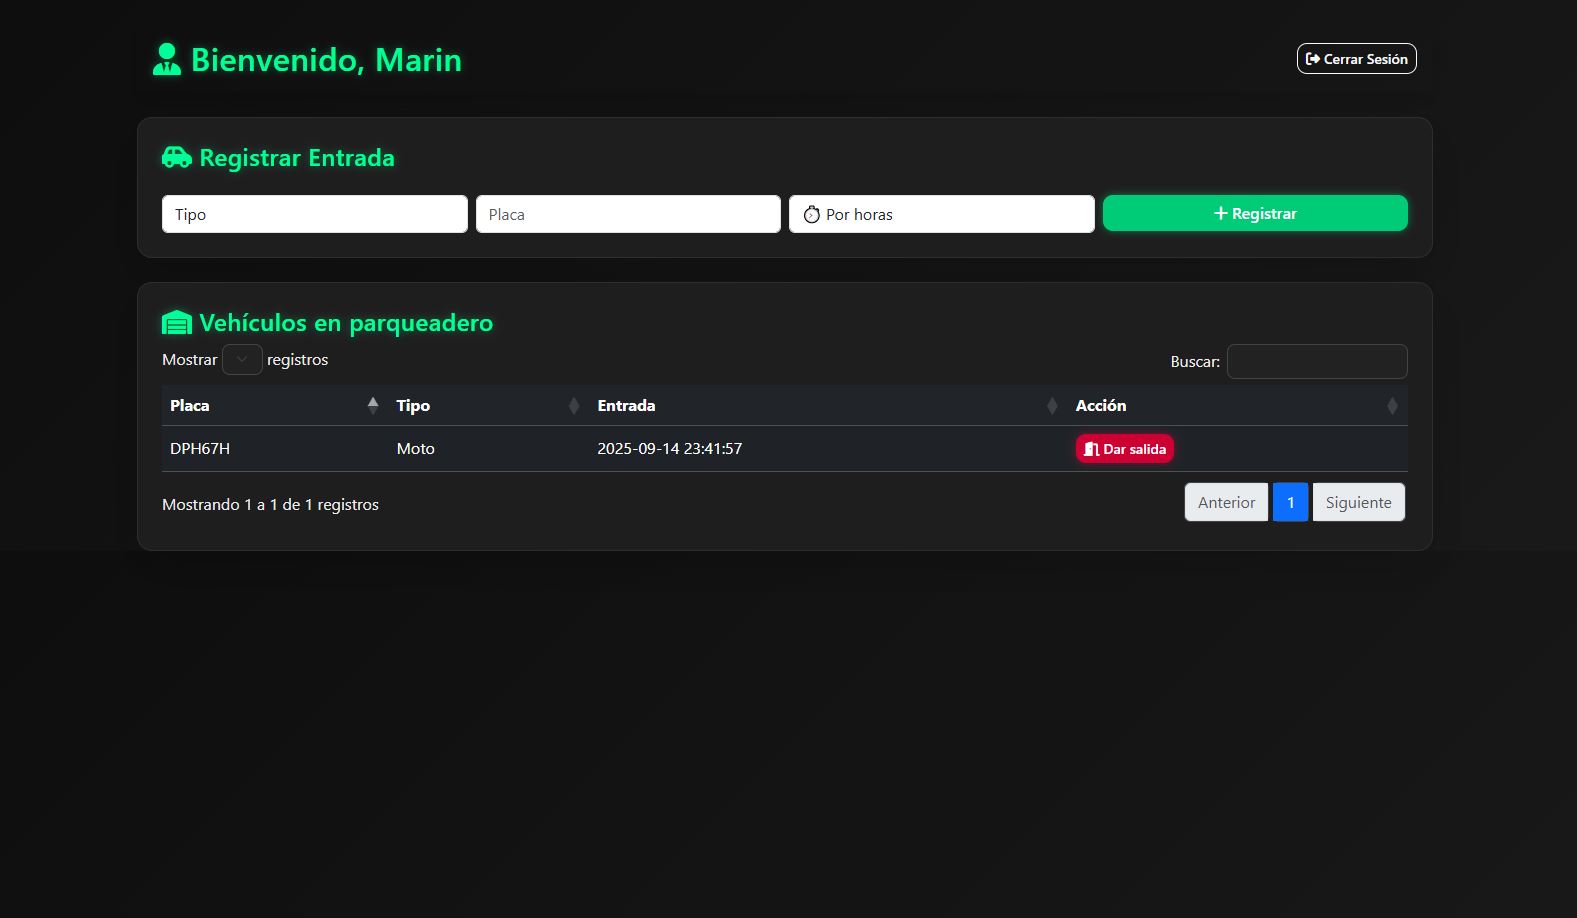 Bienvenido, Marin
Cerrar Sesión
Registrar Entrada
Tipo
Placa
Por horas
+ Registrar
Vehículos en parqueadero
Mostrar registros
Buscar:
Placa Tipo Entrada Acción
DPH67H Moto 2025-09-14 23:41:57 Dar salida
Mostrando 1 a 1 de 1 registros
Anterior 1 Siguiente